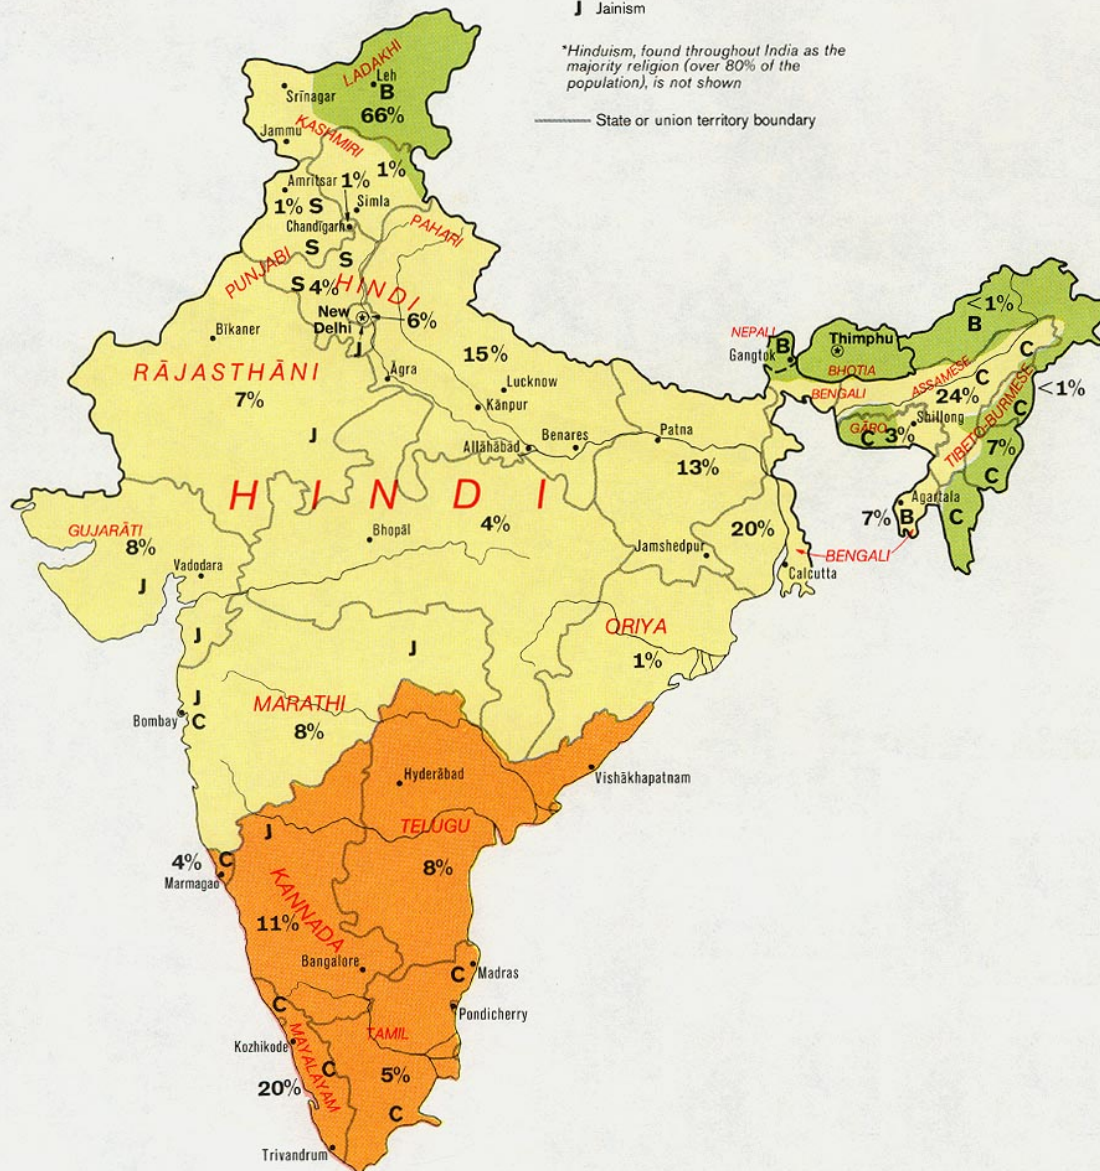 J Jainism
*Hinduism, found throughout India as the
majority religion (over 80% of the
population), is not shown
State or union territory boundary
LADAKHI
Leh
B
66%
Srīnagar
Jammu
KASHMIRI
1%
Amritsar
1%
1% S
Simla
Chandīgarh
PAHARI
S
S
PUNJABI
S 4%
HINDI
New
Delhi
6%
J
Bīkaner
15%
Āgra
Lucknow
Kānpur
RĀJASTHĀNI
7%
J
Allāhābād
Benares
Patna
13%
HINDI
4%
Bhopāl
20%
Jamshedpur
Calcutta
GUJARĀTI
8%
Vadodara
J
NEPALI
B
Gangtok
Thimphu
BHOTIA
BENGALI
<1%
B
C
ASSAMESE
C
24%
<1%
C
Shillong
GĀRO
C 3%
TIBETO-BURMESE
7%
C
Agartala
7%
B
C
BENGALI
ORIYA
1%
J
J
J
C
Bombay
MARATHI
8%
Hyderābād
Vishākhapatnam
TELUGU
8%
J
4%
C
Marmagao
KANNADA
11%
Bangalore
C
Madras
Pondicherry
C
TAMIL
5%
C
Kozhikode
MAYALAYAM
C
20%
Trivandrum